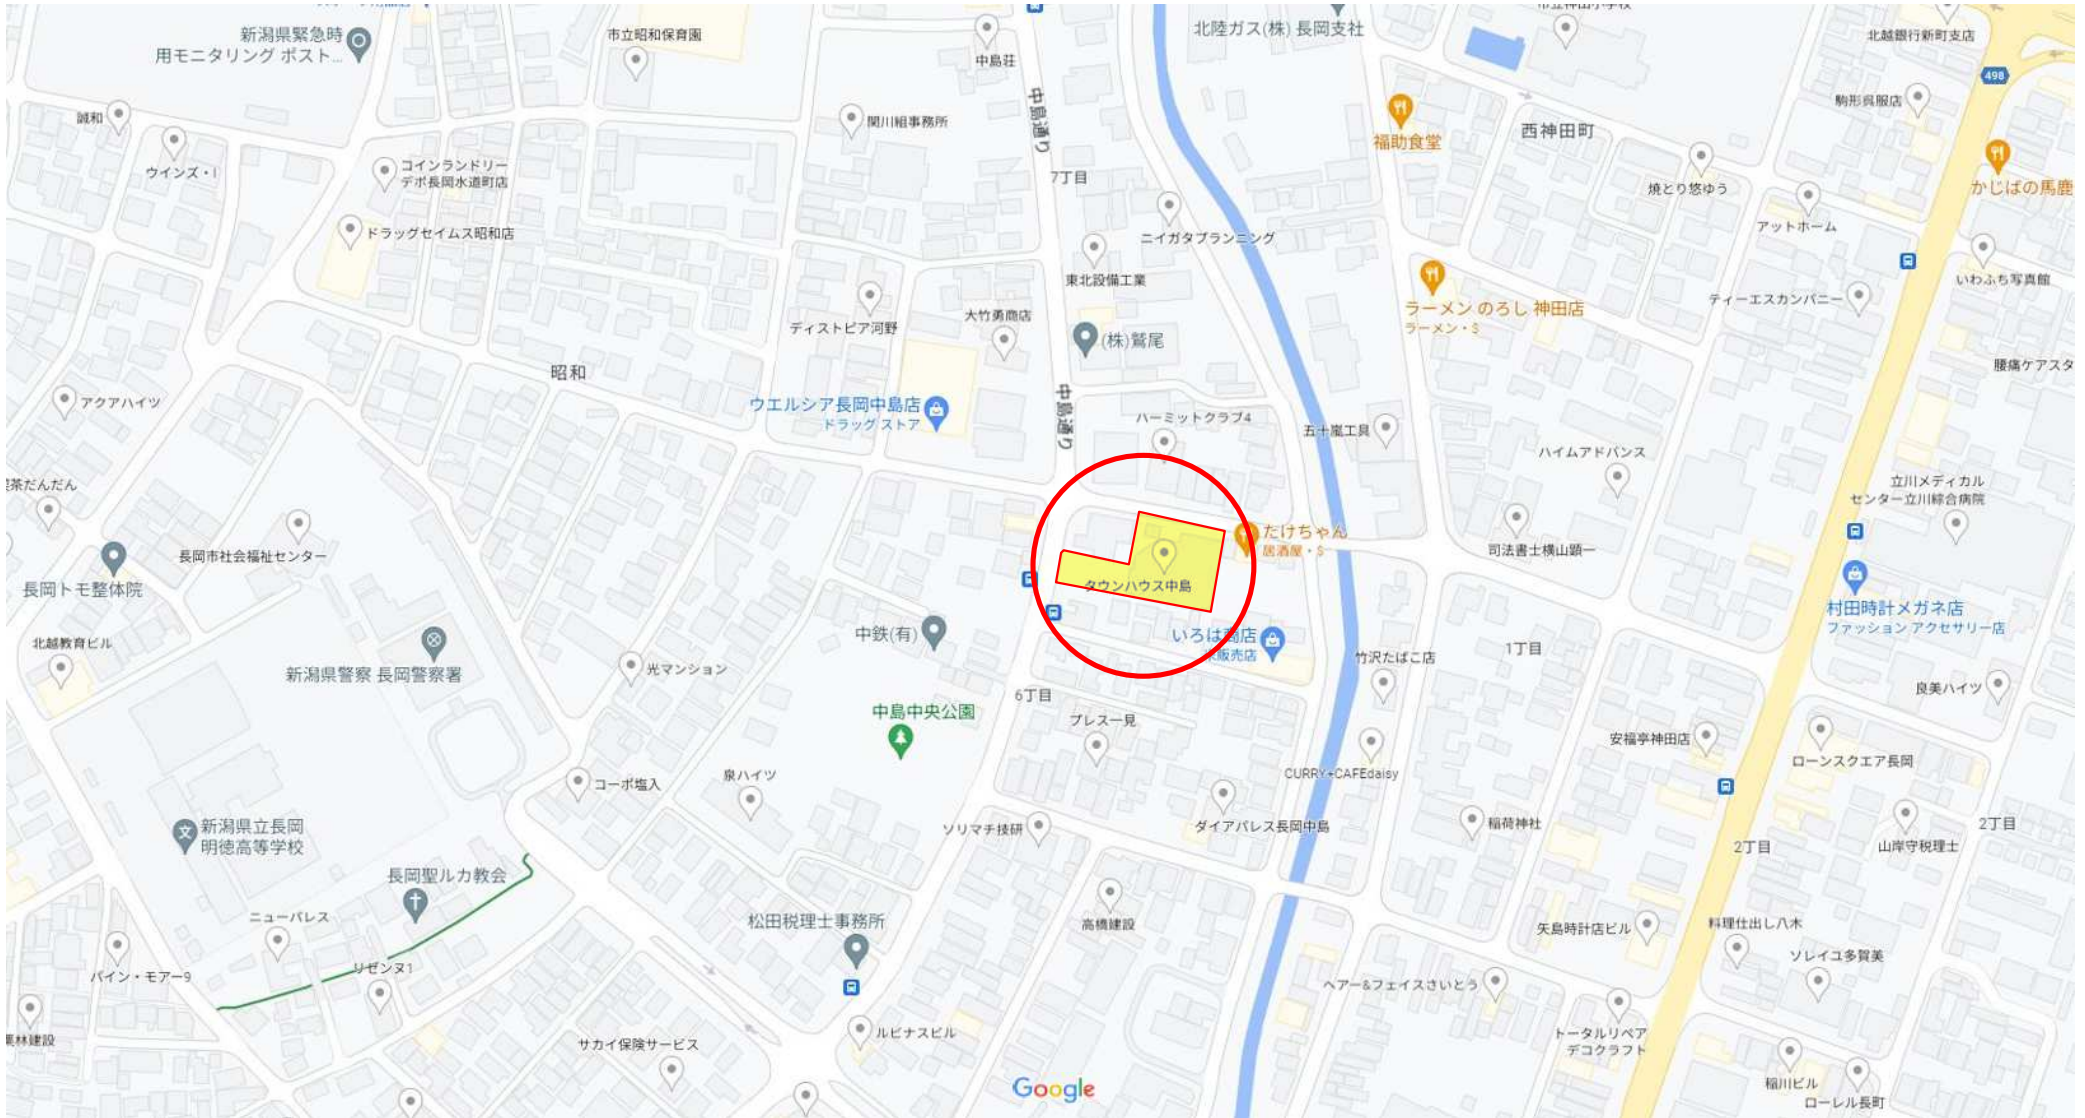 新潟県緊急時
用モニタリング ポスト...
市立昭和保育園
中島荘
北陸ガス(株) 長岡支社
北越銀行新町支店
498
誠和
ウインズ・I
コインランドリー
デポ長岡水道町店
関川組事務所
中島通り
7丁目
福助食堂
西神田町
駒形呉服店
焼とり悠ゆう
かじばの馬鹿
アットホーム
ドラッグセイムス昭和店
ニイガタプランニング
東北設備工業
いわふち写真館
ティーエスカンパニー
ラーメン のろし 神田店
ラーメン・$
ディストピア河野
大竹勇商店
(株)鷲尾
腰痛ケアスタ
昭和
アクアハイツ
ウエルシア長岡中島店
ドラッグ ストア
中島通り
ハーミットクラブ4
五十嵐工具
ハイムアドバンス
茶だんだん
立川メディカル
センター立川綜合病院
長岡市社会福祉センター
たけちゃん
居酒屋・$
司法書士横山顕一
長岡トモ整体院
タウンハウス中島
村田時計メガネ店
ファッション アクセサリー店
北越教育ビル
中鉄(有)
いろは商店
米販売店
竹沢たばこ店
1丁目
新潟県警察 長岡警察署
光マンション
6丁目
良美ハイツ
中島中央公園
プレス一見
安福亭神田店
ローンスクエア長岡
コーポ塩入
泉ハイツ
CURRY+CAFEdaisy
新潟県立長岡
明徳高等学校
ソリマチ技研
ダイアパレス長岡中島
稲荷神社
2丁目
2丁目
山岸守税理士
長岡聖ルカ教会
ニューパレス
松田税理士事務所
高橋建設
矢島時計店ビル
料理仕出し八木
ソレイユ多賀美
パイン・モアー9
リゼンヌ1
ヘアー&フェイスさいとう
サカイ保険サービス
ルビナスビル
トータルリペア
デコクラフト
稲川ビル
ローレル長町
Google